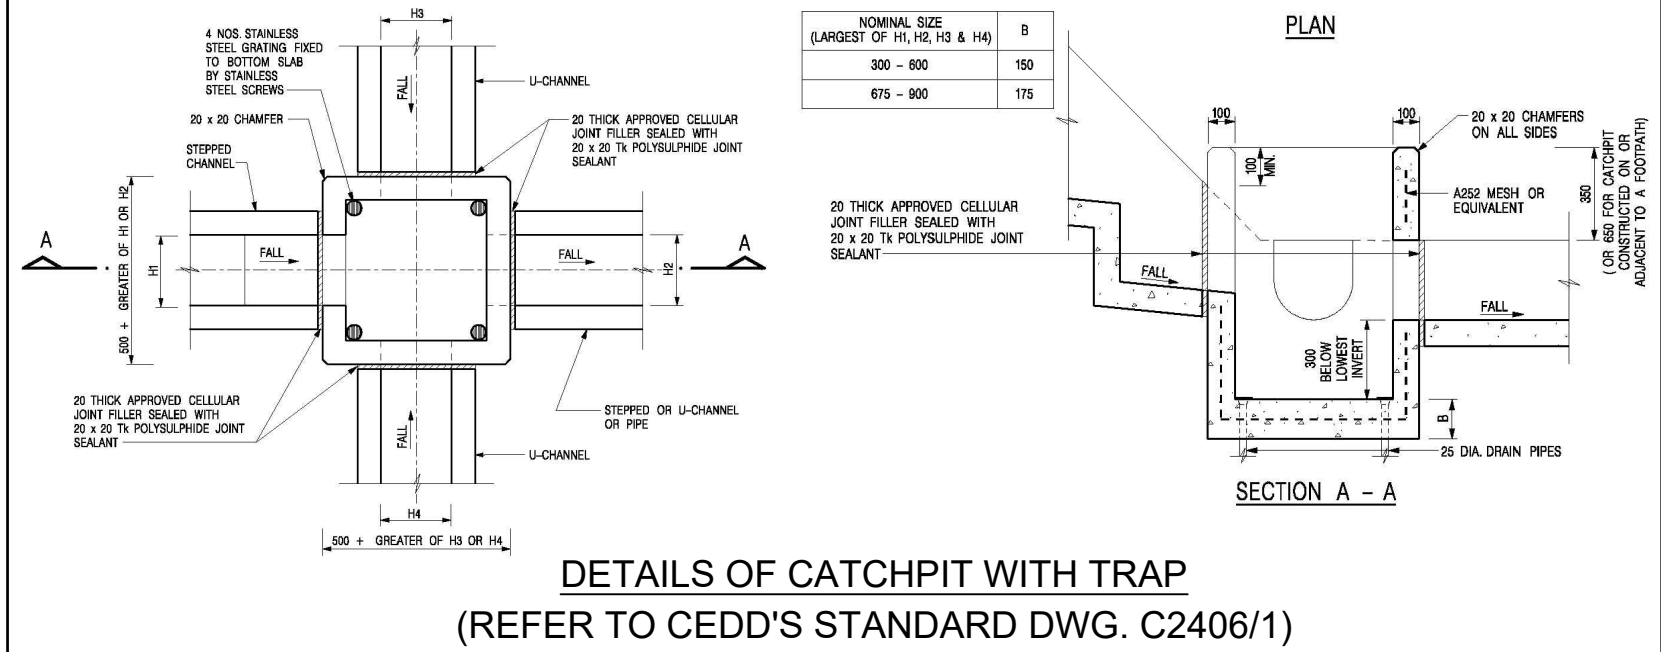 H3
4 NOS. STAINLESS
STEEL GRATING FIXED
TO BOTTOM SLAB
BY STAINLESS
STEEL SCREWS
20 x 20 CHAMFER
STEPPED
CHANNEL
FALL
U-CHANNEL
20 THICK APPROVED CELLULAR
JOINT FILLER SEALED WITH
20 x 20 Tk POLYSULPHIDE JOINT
SEALANT
500 + GREATER OF H1 OR H2
A
H1
FALL
FALL
H2
A
20 THICK APPROVED CELLULAR
JOINT FILLER SEALED WITH
20 x 20 Tk POLYSULPHIDE JOINT
SEALANT
FALL
STEPPED OR U-CHANNEL
OR PIPE
U-CHANNEL
H4
500 + GREATER OF H3 OR H4
NOMINAL SIZE
(LARGEST OF H1, H2, H3 & H4)
B
300 - 600
150
675 - 900
175
PLAN
100
100
20 x 20 CHAMFERS
ON ALL SIDES
100
MIN.
A252 MESH OR
EQUIVALENT
350
( OR 650 FOR CATCHPIT
CONSTRUCTED ON OR
ADJACENT TO A FOOTPATH)
20 THICK APPROVED CELLULAR
JOINT FILLER SEALED WITH
20 x 20 Tk POLYSULPHIDE JOINT
SEALANT
FALL
FALL
300
BELOW
LOWEST
INVERT
B
25 DIA. DRAIN PIPES
SECTION A - A
DETAILS OF CATCHPIT WITH TRAP
(REFER TO CEDD'S STANDARD DWG. C2406/1)